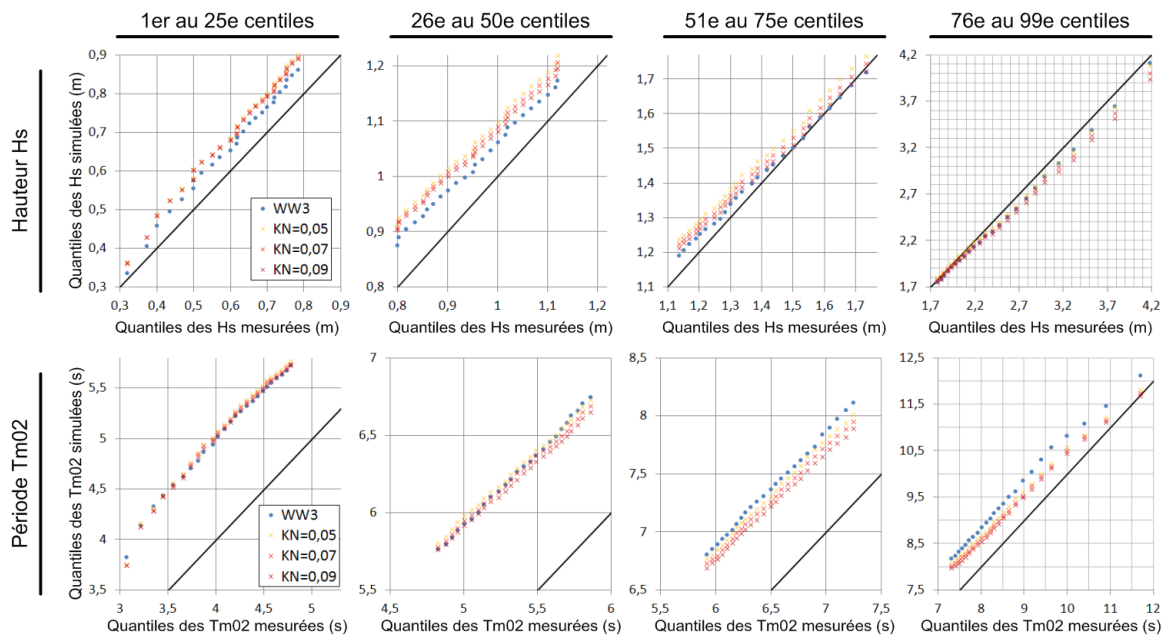 1er au 25e centiles
26e au 50e centiles
51e au 75e centiles
76e au 99e centiles
Hauteur Hs
Quantiles des Hs simulées (m)
0,9
0,8
0,7
0,6
0,5
0,4
0,3
WW3
KN=0,05
KN=0,07
KN=0,09
0,3 0,4 0,5 0,6 0,7 0,8 0,9
Quantiles des Hs mesurées (m)
1,2
1,1
1
0,9
0,8
0,8 0,9 1 1,1 1,2
Quantiles des Hs mesurées (m)
1,7
1,6
1,5
1,4
1,3
1,2
1,1
1,1 1,2 1,3 1,4 1,5 1,6 1,7
Quantiles des Hs mesurées (m)
4,2
3,7
3,2
2,7
2,2
1,7
1,7 2,2 2,7 3,2 3,7 4,2
Quantiles des Hs mesurées (m)
Période Tm02
Quantiles des Tm02 simulées (s)
5,5
5
4,5
4
3,5
WW3
KN=0,05
KN=0,07
KN=0,09
3 3,5 4 4,5 5
Quantiles des Tm02 mesurées (s)
7
6,5
6
5,5
4,5 5 5,5 6
Quantiles des Tm02 mesurées (s)
8,5
8
7,5
7
6,5
5,5 6,5 7 7,5
Quantiles des Tm02 mesurées (s)
12,5
11,5
10,5
9,5
8,5
7,5
7 8 9 10 11 12
Quantiles des Tm02 mesurées (s)